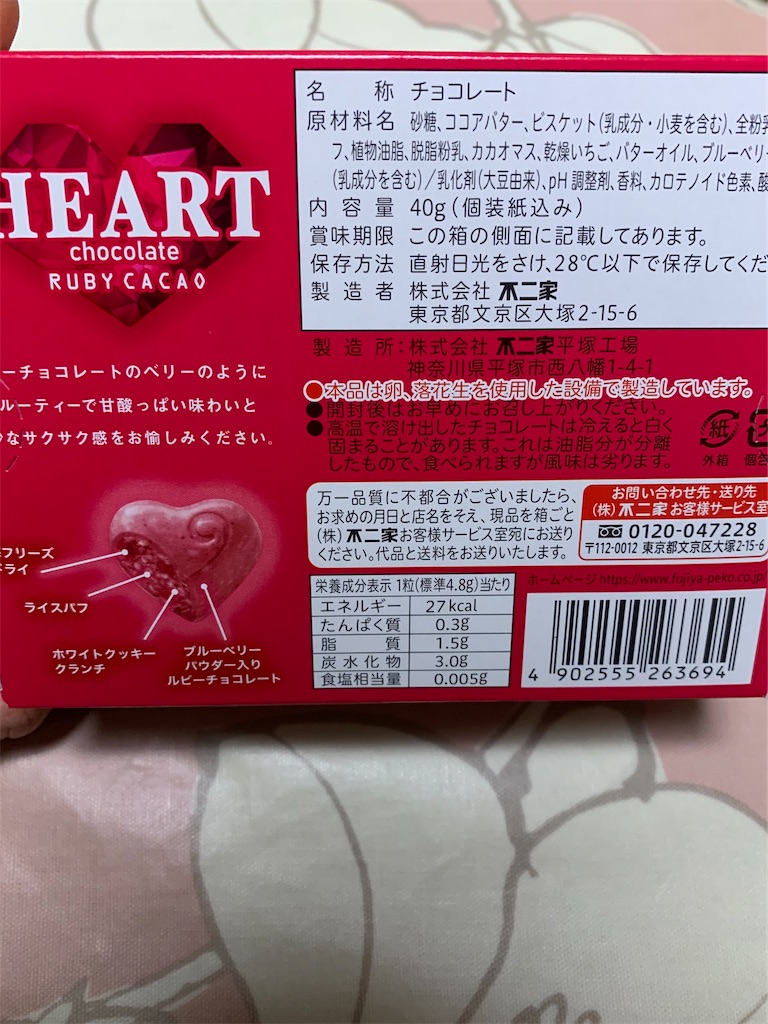 HEART
chocolate
RUBY CACAO
ーチョコレートのベリーのように
ルーティーで甘酸っぱい味わいと
なサクサク感をお愉しみください。
フリーズ
ドライ
ライスパフ
ホワイトクッキー
クランチ
ブルーベリー
パウダー入り
ルビーチョコレート
名 称 チョコレート
原材料名 砂糖、ココアバター、ビスケット(乳成分・小麦を含む)、全粉乳
フ、植物油脂、脱脂粉乳、カカオマス、乾燥いちご、バターオイル、ブルーベリー
(乳成分を含む)/乳化剤(大豆由来)、pH調整剤、香料、カロテノイド色素、酸
内容量 40g(個装紙込み)
賞味期限 この箱の側面に記載してあります。
保存方法 直射日光をさけ、28℃以下で保存してくだ
製造者 株式会社 不二家
東京都文京区大塚2-15-6
製造所:株式会社 不二家平塚工場
神奈川県平塚市西八幡1-4-1
●本品は卵、落花生を使用した設備で製造しています。
●開封後はお早めにお召し上がりください。
●高温で溶け出したチョコレートは冷えると白く
固まることがあります。これは油脂分が分離
したもので、食べられますが風味は劣ります。
紙
外箱 個
万一品質に不都合がございましたら、
お求めの月日と店名をそえ、現品を箱ごと
(株)不二家お客様サービス室宛にお送り
ください。代品と送料をお送りいたします。
お問い合わせ先・送り先
(株)不二家お客様サービス室
0120-047228
〒112-0012 東京都文京区大塚2-15-6
栄養成分表示 1粒(標準4.8g)当たり
エネルギー 27kcal
たんぱく質 0.3g
脂質 1.5g
炭水化物 3.0g
食塩相当量 0.005g
ホームページ https://www.fujiya-peko.co.jp
4 902555 263694